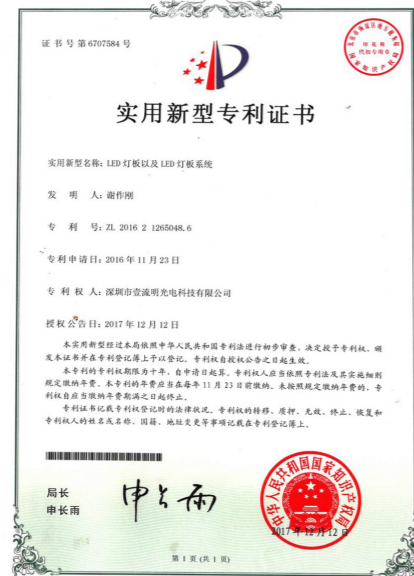 证书号第6707584号
印花税
代扣专用章
实用新型专利证书
实用新型名称：LED灯板以及LED灯板系统
发 明 人：谢作刚
专 利 号：ZL 2016 2 1265048.6
专利申请日：2016年11月23日
专 利 权 人：深圳市壹流明光电科技有限公司
授权公告日：2017年12月12日
本实用新型经过本局依照中华人民共和国专利法进行初步审查，决定授予专利权，颁
发本证书并在专利登记簿上予以登记。专利权自授权公告之日起生效。
本专利的专利权期限为十年，自申请日起算。专利权人应当依照专利法及其实施细则
规定缴纳年费。本专利的年费应当在每年11月23日前缴纳。未按照规定缴纳年费的，专
利权自应当缴纳年费期满之日起终止。
专利证书记载专利权登记时的法律状况。专利权的转移、质押、无效、终止、恢复和
专利权人的姓名或名称、国籍、地址变更等事项记载在专利登记簿上。
局长
申长雨
申长雨
中华人民共和国国家知识产权局
2017年12月12日
第 1 页 (共 1 页)